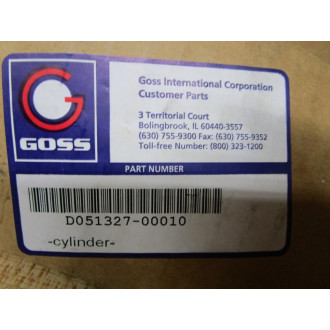 GOSS
Goss International Corporation
Customer Parts
3 Territorial Court
Bolingbrook, IL 60440-3557
(630) 755-9300 Fax: (630) 755-9352
Toll-free Number: (800) 323-1200
PART NUMBER
D051327-00010
-cylinder-